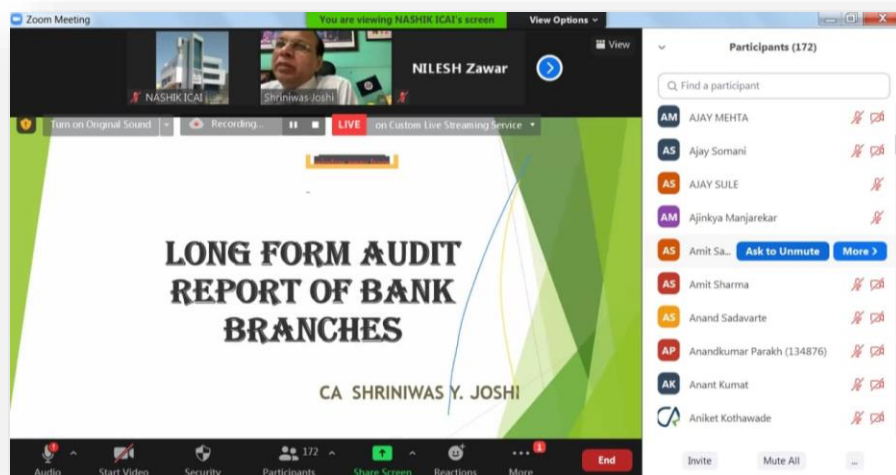 Zoom Meeting
You are viewing NASHIK ICAI's screen
View Options
View
NASHIK ICAI
Shriniwas Joshi
NILESH Zawar
Turn on Original Sound
Recording...
LIVE
on Custom Live Streaming Service
LONG FORM AUDIT
REPORT OF BANK
BRANCHES
CA SHRINIWAS Y. JOSHI
Audio
Start Video
Security
172
Participants
Share Screen
Reactions
1
More
End
Participants (172)
Find a participant
AM AJAY MEHTA
AS Ajay Somani
AS AJAY SULE
AM Ajinkya Manjarekar
AS Amit Sa... Ask to Unmute More >
AS Amit Sharma
AS Anand Sadavarte
AP Anandkumar Parakh (134876)
AK Anant Kumat
CA Aniket Kothawade
Invite
Mute All
...